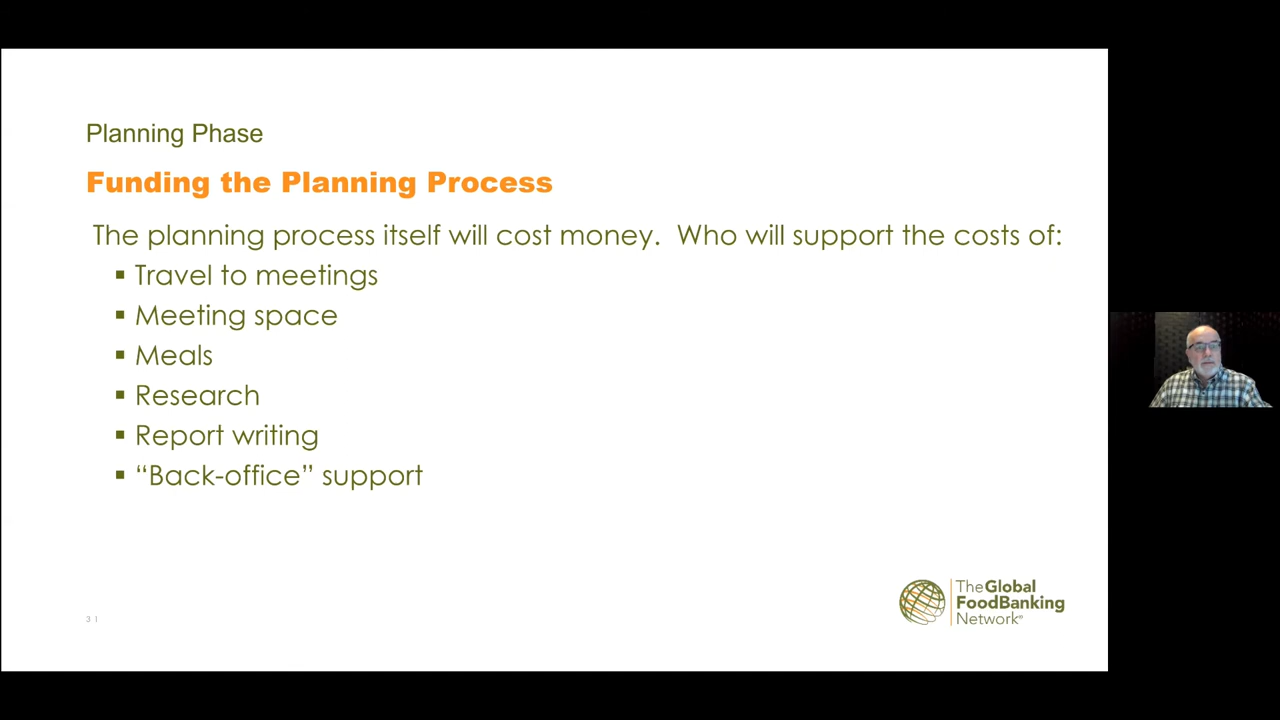 Planning Phase
Funding the Planning Process
The planning process itself will cost money.  Who will support the costs of:
▪ Travel to meetings
▪ Meeting space
▪ Meals
▪ Research
▪ Report writing
▪ “Back-office” support
31
The Global
FoodBanking
Network®